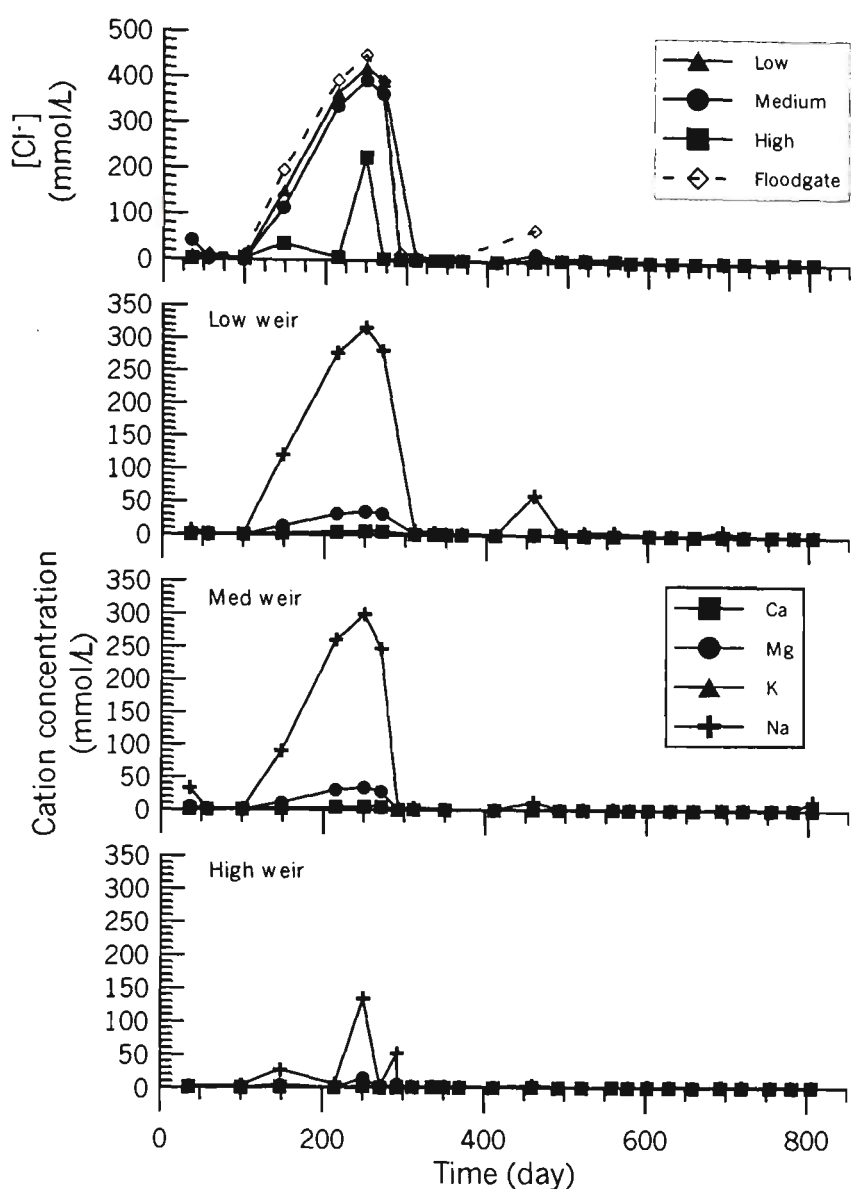 500
400
300
200
100
0
[Cl-]
(mmol/L)
Low
Medium
High
Floodgate
350
300
250
200
150
100
50
0
Low weir
Cation concentration
(mmol/L)
350
300
250
200
150
100
50
0
Med weir
Ca
Mg
K
Na
350
300
250
200
150
100
50
0
High weir
0
200
400
600
800
Time (day)